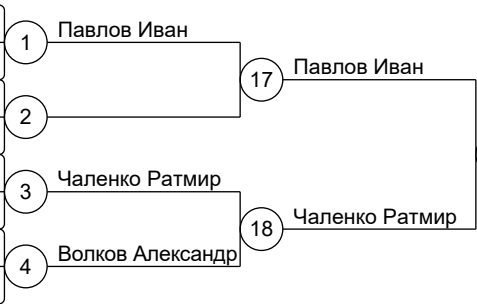 1
Павлов Иван
17
Павлов Иван
2
3
Чаленко Ратмир
18
Чаленко Ратмир
4
Волков Александр